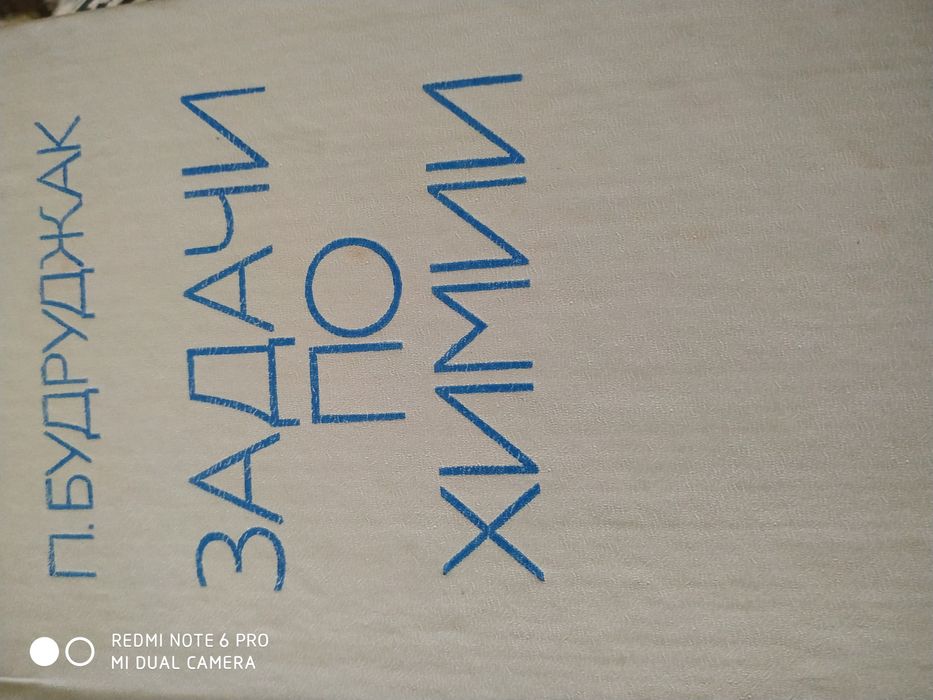 П. БУДРУДЖАК
ЗАДАЧИ
ПО
ХИМИИ
REDMI NOTE 6 PRO
MI DUAL CAMERA